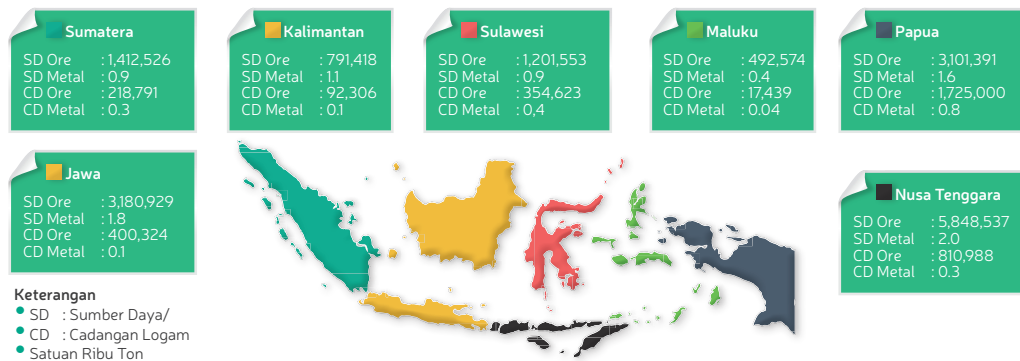 Sumatera
SD Ore : 1,412,526
SD Metal : 0.9
CD Ore : 218,791
CD Metal : 0.3
Kalimantan
SD Ore : 791,418
SD Metal : 1.1
CD Ore : 92,306
CD Metal : 0.1
Sulawesi
SD Ore : 1,201,553
SD Metal : 0.9
CD Ore : 354,623
CD Metal : 0,4
Maluku
SD Ore : 492,574
SD Metal : 0.4
CD Ore : 17,439
CD Metal : 0.04
Papua
SD Ore : 3,101,391
SD Metal : 1.6
CD Ore : 1,725,000
CD Metal : 0.8
Jawa
SD Ore : 3,180,929
SD Metal : 1.8
CD Ore : 400,324
CD Metal : 0.1
Nusa Tenggara
SD Ore : 5,848,537
SD Metal : 2.0
CD Ore : 810,988
CD Metal : 0.3
Keterangan
• SD : Sumber Daya/
• CD : Cadangan Logam
• Satuan Ribu Ton